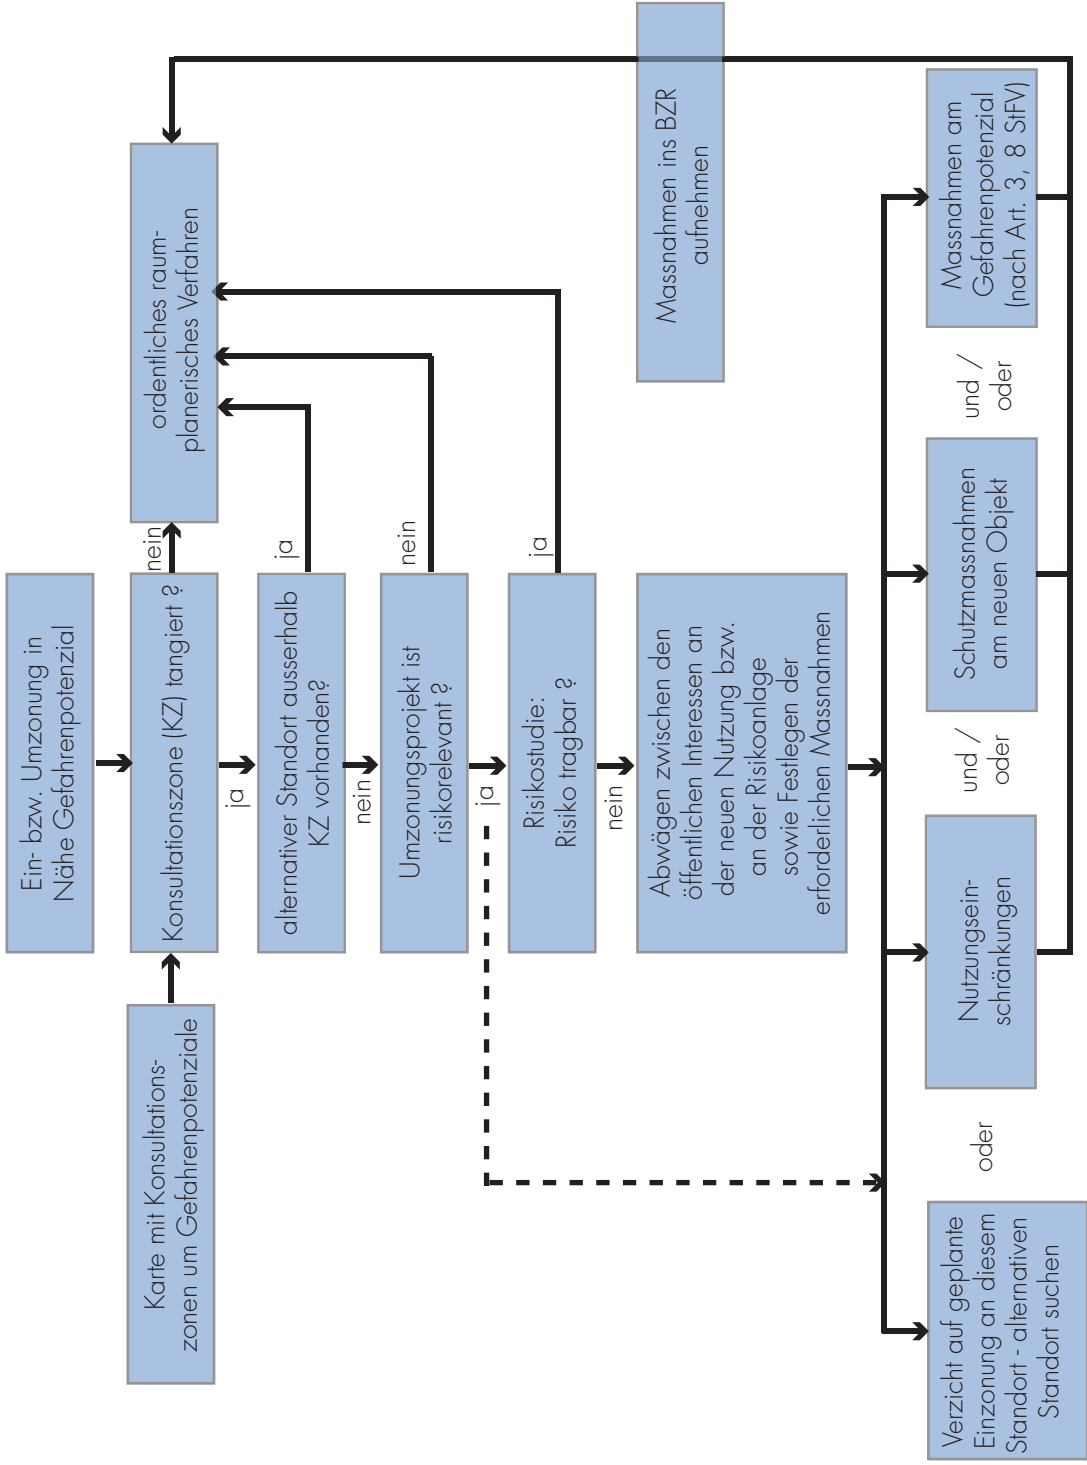 Ein- bzw. Umzonung in
Nähe Gefahrenpotenzial
Karte mit Konsultations-
zonen um Gefahrenpotenziale
Konsultationszone (KZ) tangiert ?
nein
ordentliches raum-
planerisches Verfahren
ja
alternativer Standort ausserhalb
KZ vorhanden?
ja
nein
Umzonungsprojekt ist
risikorelevant ?
nein
ja
Risikostudie:
Risiko tragbar ?
ja
nein
Abwägen zwischen den
öffentlichen Interessen an
der neuen Nutzung bzw.
an der Risikoanlage
sowie Festlegen der
erforderlichen Massnahmen
Massnahmen ins BZR
aufnehmen
Verzicht auf geplante
Einzonung an diesem
Standort - alternativen
Standort suchen
oder
Nutzungsein-
schränkungen
und /
oder
Schutzmassnahmen
am neuen Objekt
und /
oder
Massnahmen am
Gefahrenpotenzial
(nach Art. 3, 8 StFV)